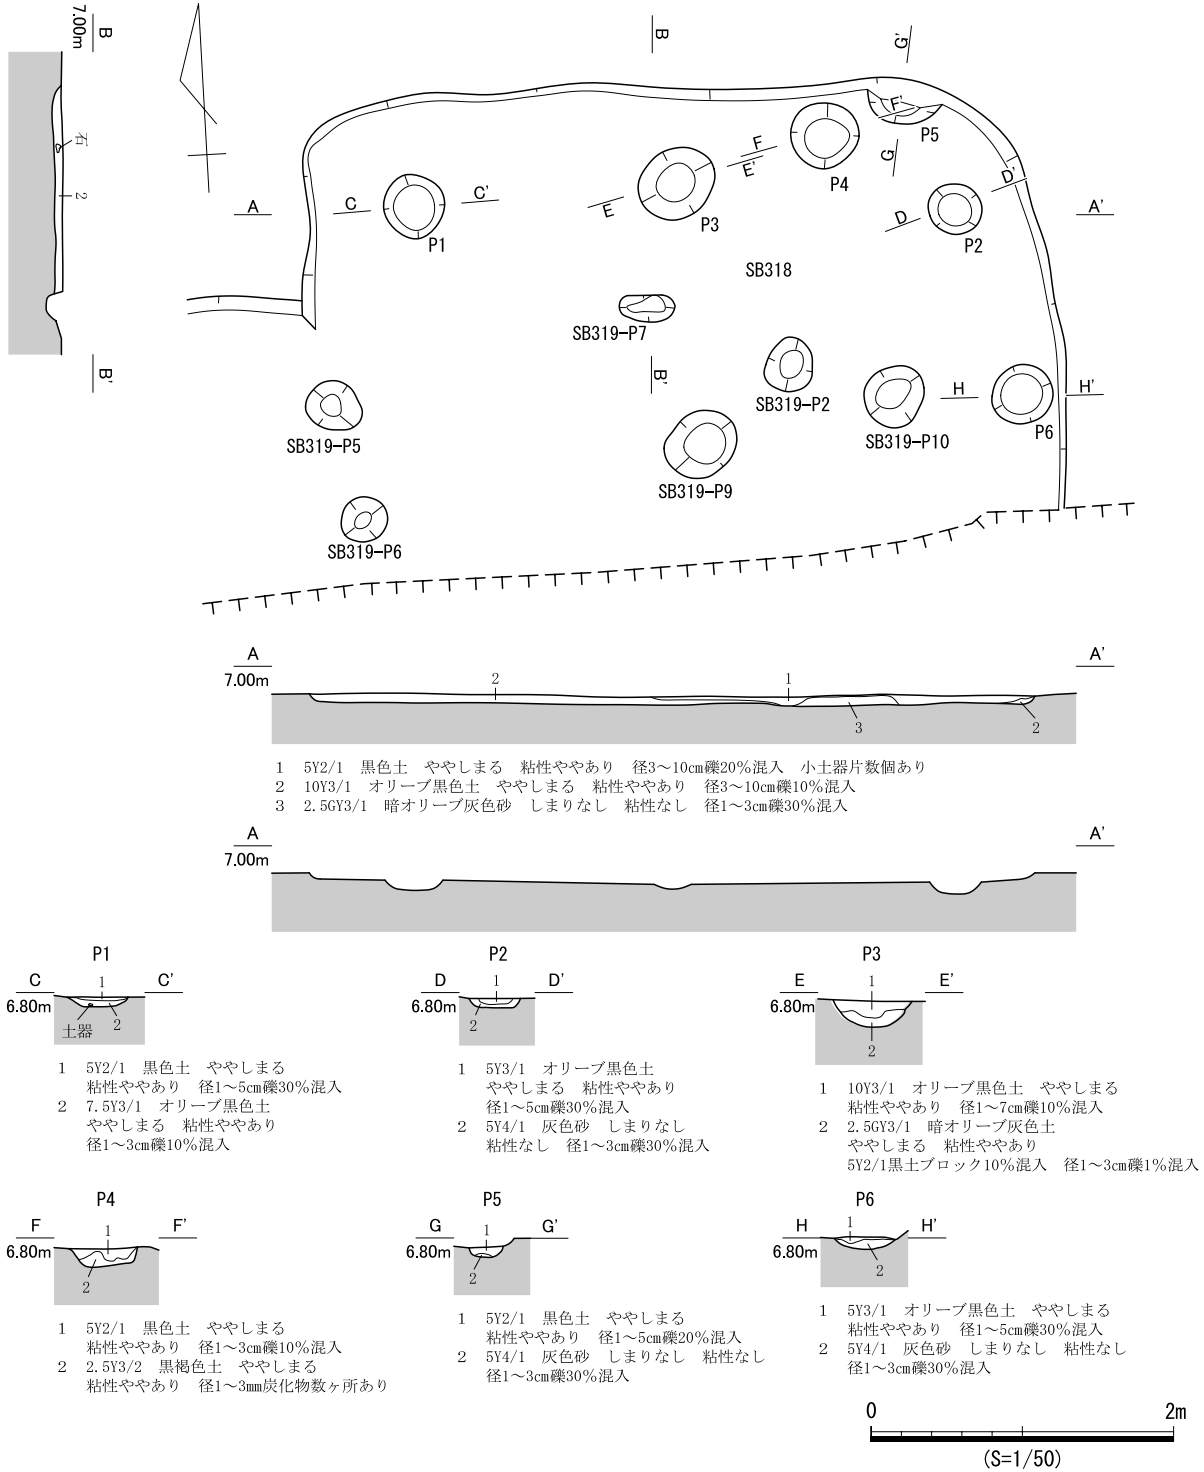 B
7.00m
石
2
B'
B
B'
G'
G
F'
P5
F
E'
P4
E
P3
D'
D
P2
A
C
C'
P1
A'
SB318
SB319-P7
SB319-P2
SB319-P10
H
H'
P6
SB319-P5
SB319-P9
SB319-P6
A
A'
7.00m
2
1
3
2
1 5Y2/1 黒色土 ややしまる 粘性ややあり 径3～10cm礫20%混入 小土器片数個あり
2 10Y3/1 オリーブ黒色土 ややしまる 粘性ややあり 径3～10cm礫10%混入
3 2.5GY3/1 暗オリーブ灰色砂 しまりなし 粘性なし 径1～3cm礫30%混入
A
A'
7.00m
P1
C
1
C'
6.80m
土器
2
1 5Y2/1 黒色土 ややしまる
粘性ややあり 径1～5cm礫30%混入
2 7.5Y3/1 オリーブ黒色土
ややしまる 粘性ややあり
径1～3cm礫10%混入
P2
D
1
D'
6.80m
2
1 5Y3/1 オリーブ黒色土
ややしまる 粘性ややあり
径1～5cm礫30%混入
2 5Y4/1 灰色砂 しまりなし
粘性なし 径1～3cm礫30%混入
P3
E
1
E'
6.80m
2
1 10Y3/1 オリーブ黒色土 ややしまる
粘性ややあり 径1～7cm礫10%混入
2 2.5GY3/1 暗オリーブ灰色土
ややしまる 粘性ややあり
5Y2/1黒土ブロック10%混入 径1～3cm礫1%混入
P4
F
1
F'
6.80m
2
1 5Y2/1 黒色土 ややしまる
粘性ややあり 径1～3cm礫10%混入
2 2.5Y3/2 黒褐色土 ややしまる
粘性ややあり 径1～3mm炭化物数ヶ所あり
P5
G
1
G'
6.80m
2
1 5Y2/1 黒色土 ややしまる
粘性ややあり 径1～5cm礫20%混入
2 5Y4/1 灰色砂 しまりなし 粘性なし
径1～3cm礫30%混入
P6
H
1
H'
6.80m
2
1 5Y3/1 オリーブ黒色土 ややしまる
粘性ややあり 径1～5cm礫30%混入
2 5Y4/1 灰色砂 しまりなし 粘性なし
径1～3cm礫30%混入
0
2m
(S=1/50)